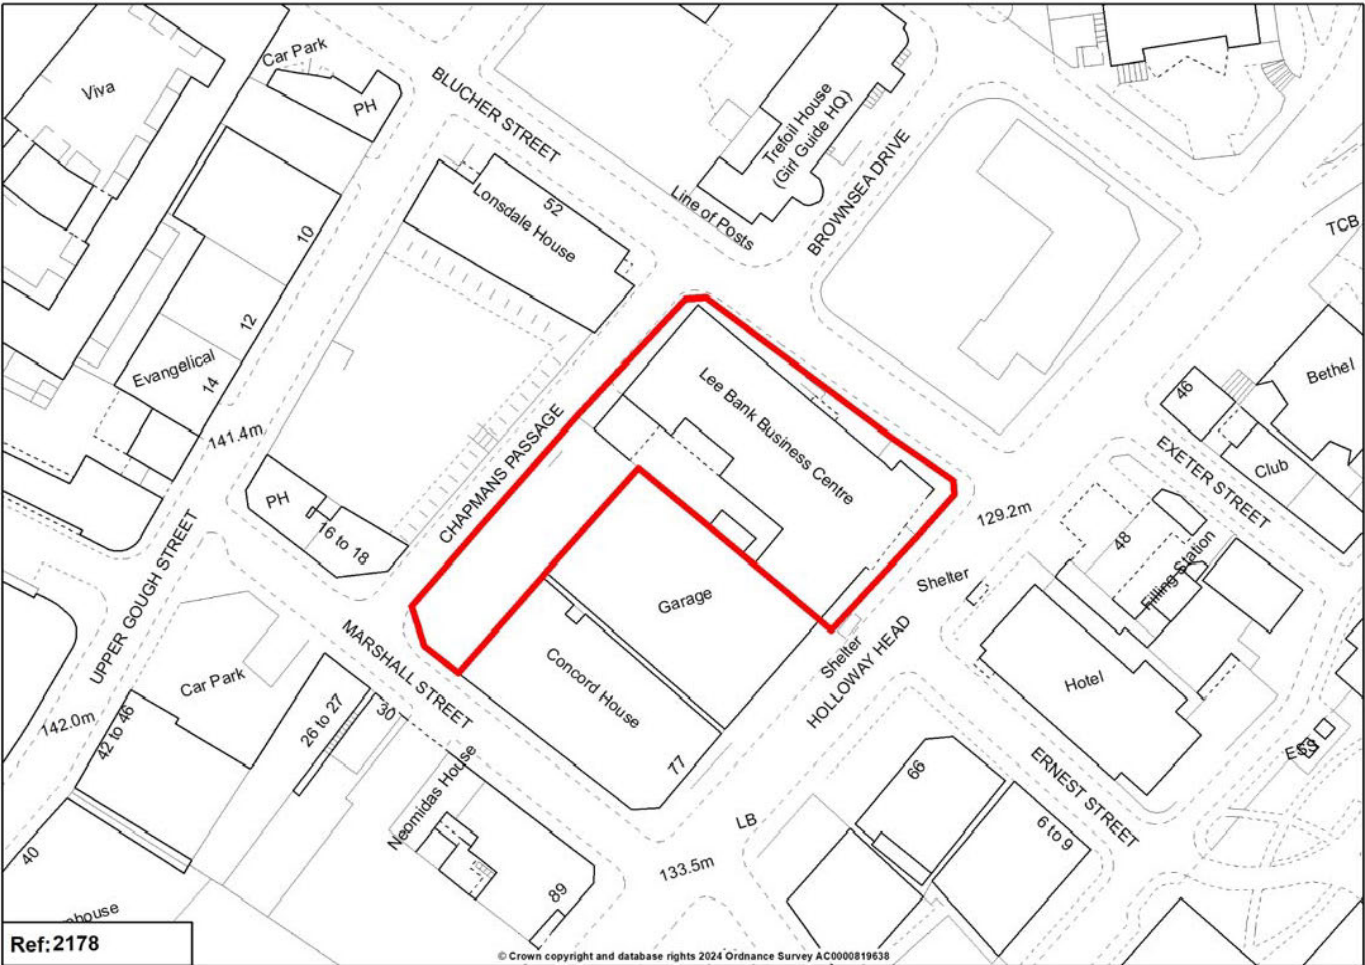 Viva
Car Park
PH
BLUCHER STREET
Trefoil House
(Girl Guide HQ)
BROWNSEA DRIVE
Line of Posts
52
Lonsdale House
TCB
10
12
Evangelical
14
141.4m
Lee Bank Business Centre
CHAPMANS PASSAGE
46
Bethel
EXETER STREET
Club
PH
16 to 18
129.2m
48
Filling Station
Shelter
UPPER GOUGH STREET
Garage
MARSHALL STREET
Concord House
Shelter
HOLLOWAY HEAD
Hotel
Car Park
142.0m
42 to 46
26 to 27
30
77
ESS
ERNEST STREET
66
6 to 9
Neomidas House
LB
133.5m
40
89
Ref:2178
© Crown copyright and database rights 2024 Ordnance Survey AC0000819638